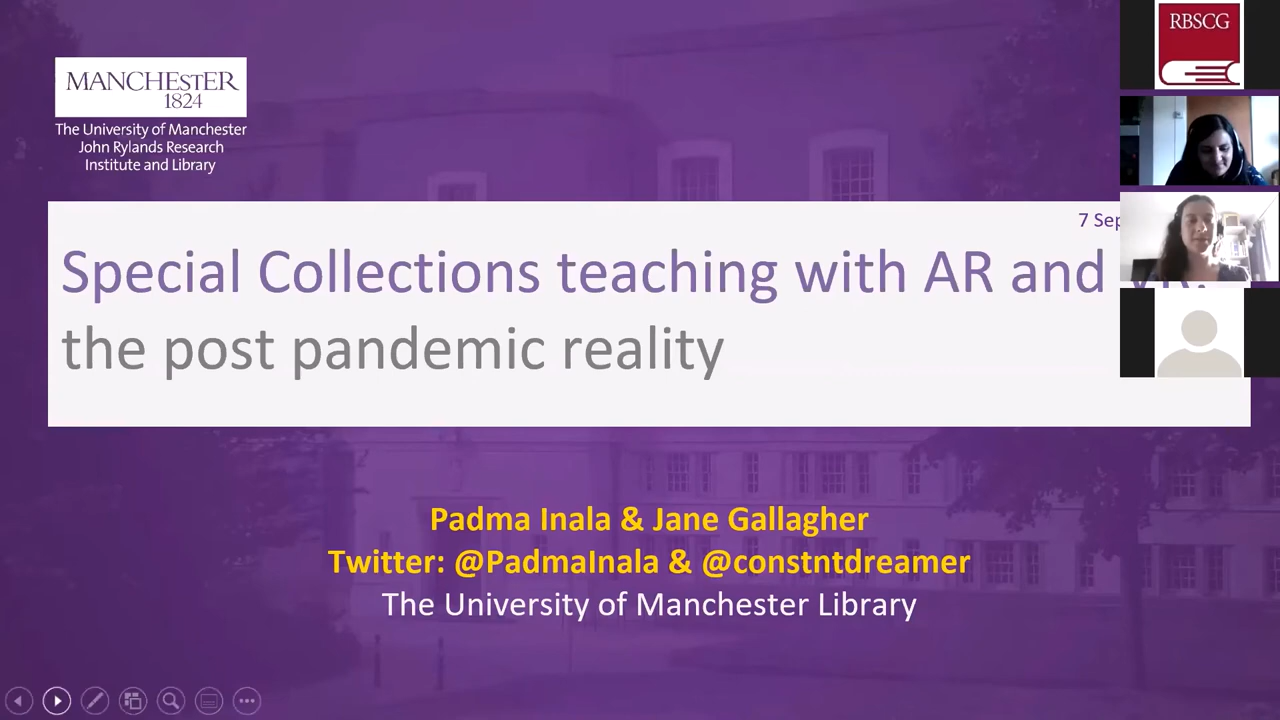 MANCHESTER
1824
The University of Manchester
John Rylands Research
Institute and Library
RBSCG
7 Sep
Special Collections teaching with AR and
the post pandemic reality
Padma Inala & Jane Gallagher
Twitter: @PadmaInala & @constntdreamer
The University of Manchester Library